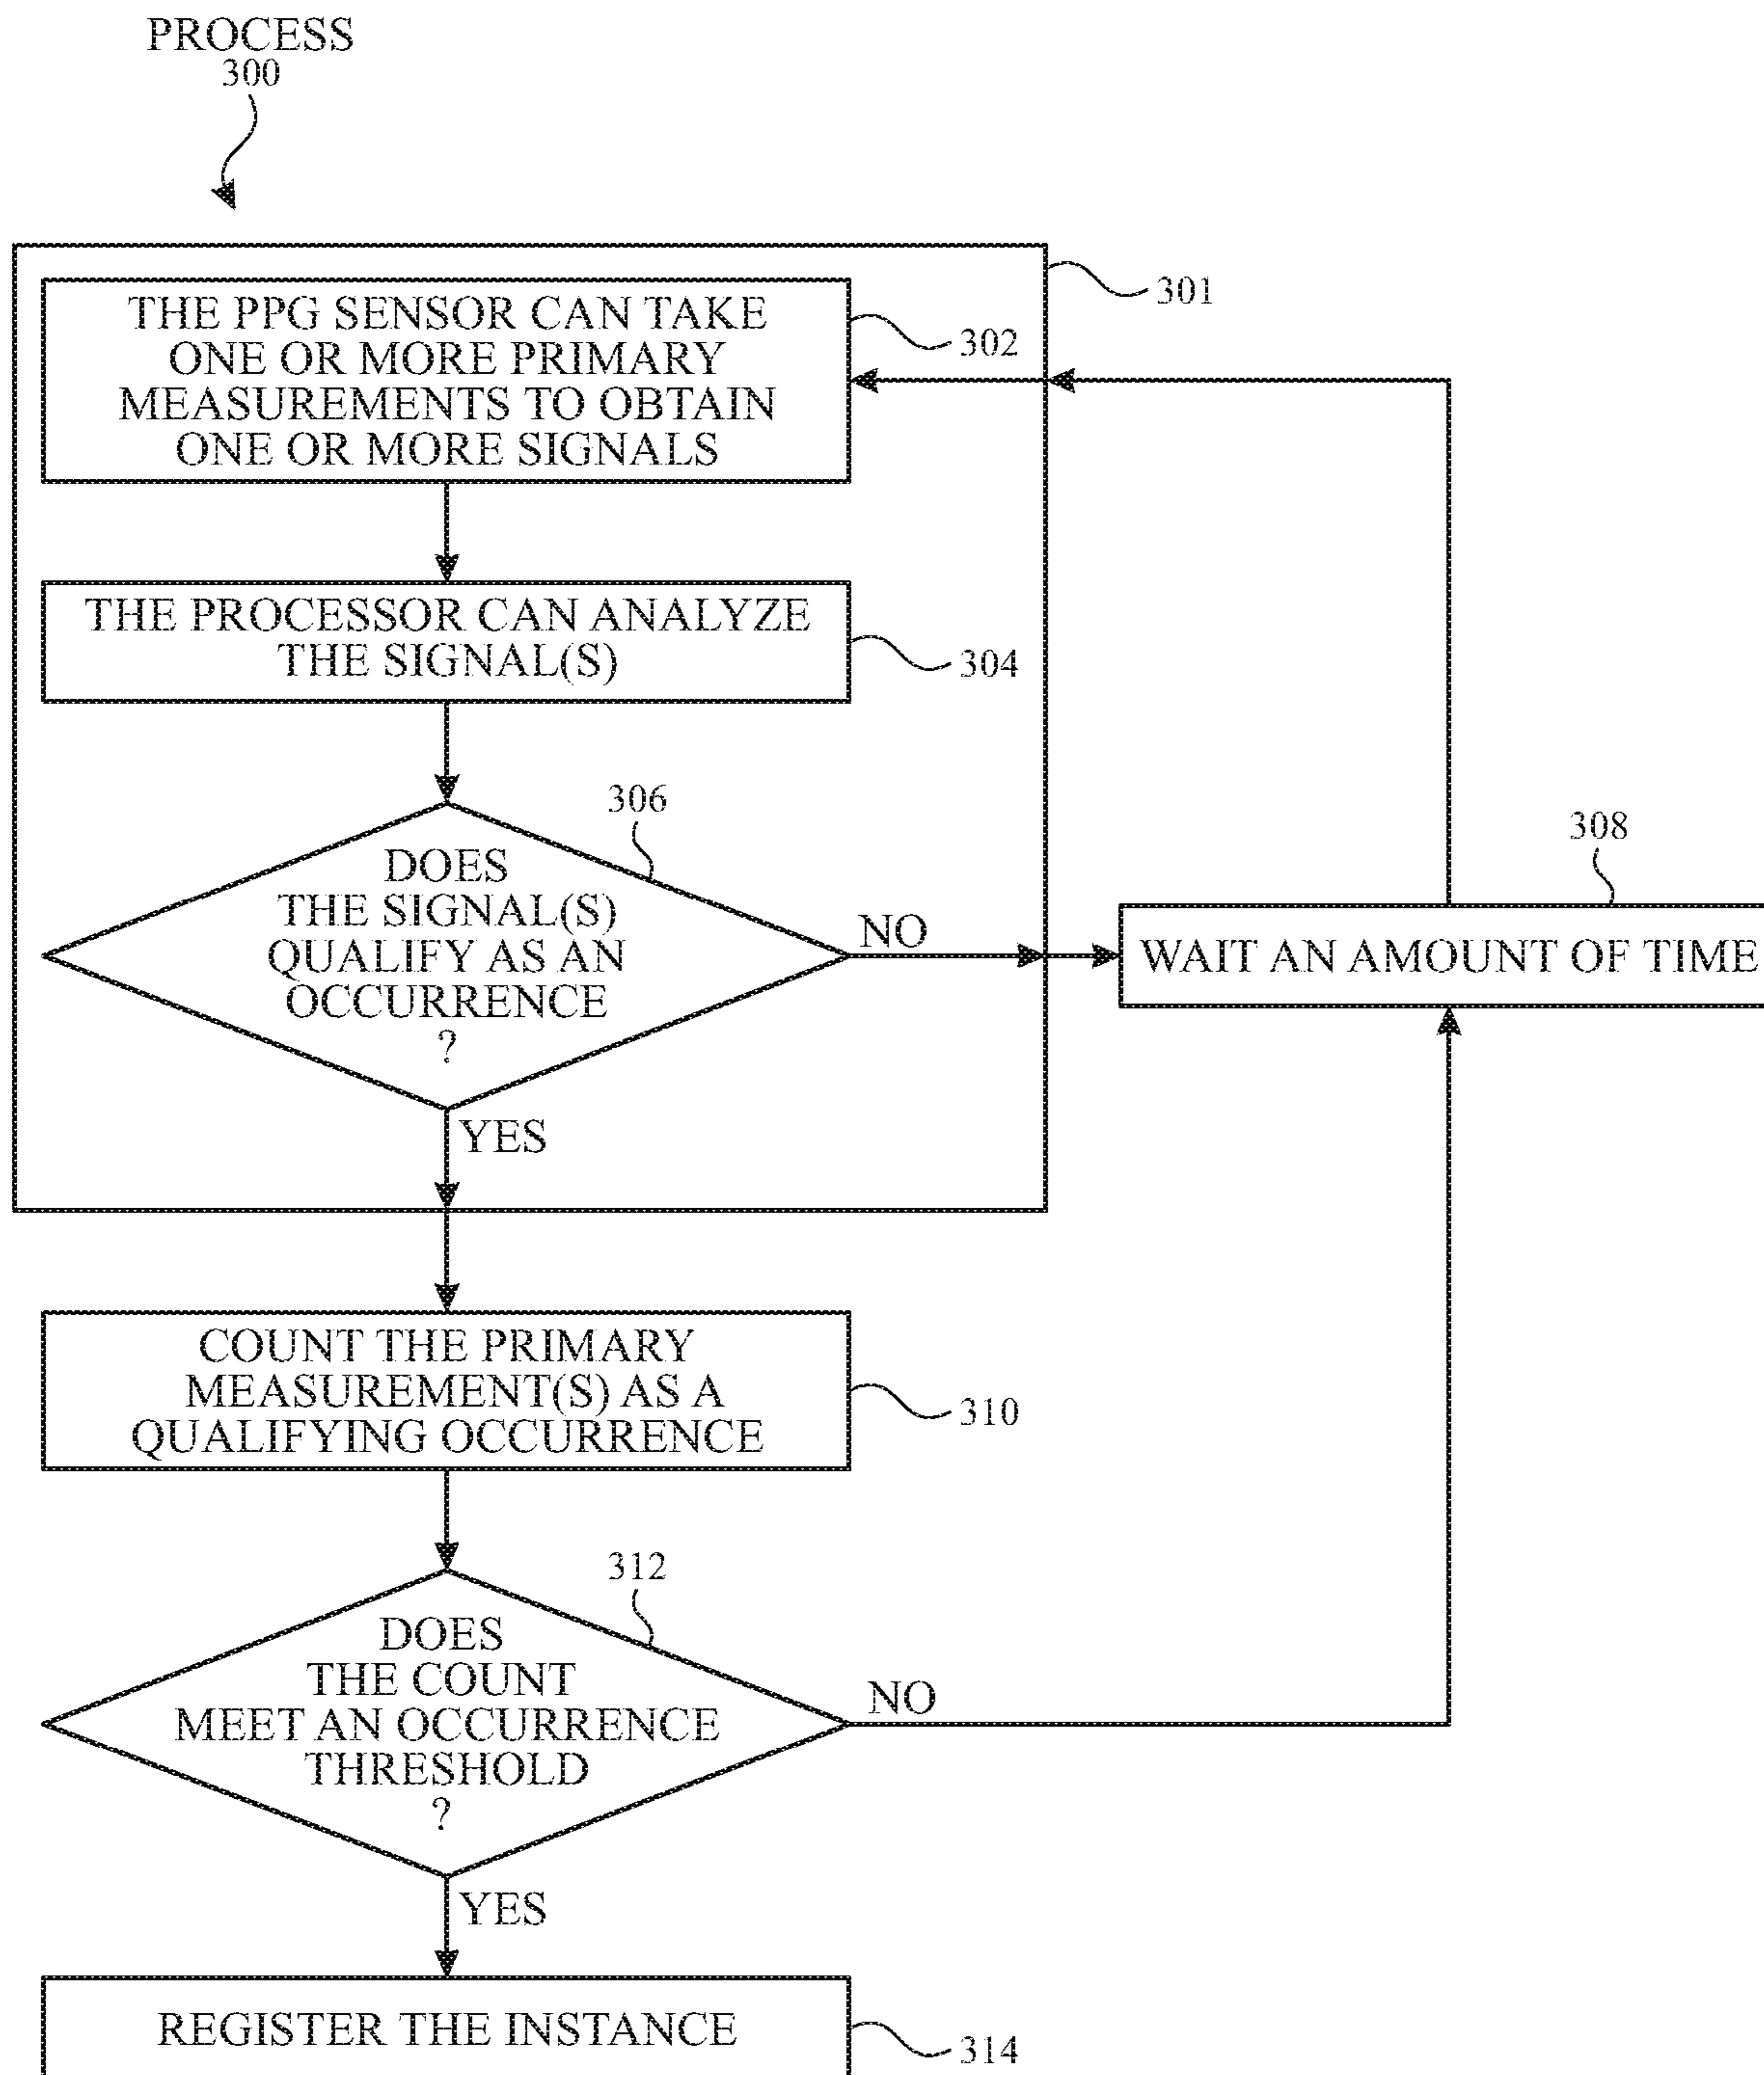 PROCESS
300
301
THE PPG SENSOR CAN TAKE
ONE OR MORE PRIMARY
MEASUREMENTS TO OBTAIN
ONE OR MORE SIGNALS
302
THE PROCESSOR CAN ANALYZE
THE SIGNAL(S)
304
306
DOES
THE SIGNAL(S)
QUALIFY AS AN
OCCURRENCE
?
NO
308
WAIT AN AMOUNT OF TIME
YES
COUNT THE PRIMARY
MEASUREMENT(S) AS A
QUALIFYING OCCURRENCE
310
312
DOES
THE COUNT
MEET AN OCCURRENCE
THRESHOLD
?
NO
YES
REGISTER THE INSTANCE
314